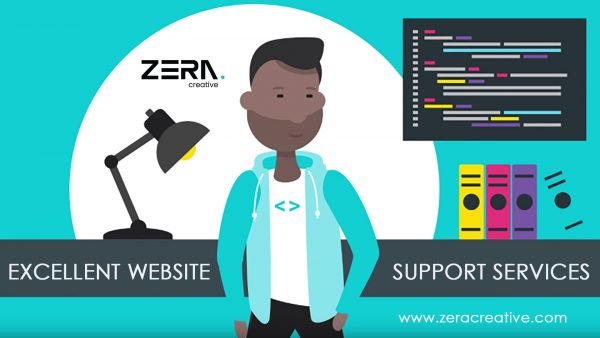 ZERA.
creative
<>
EXCELLENT WEBSITE
SUPPORT SERVICES
www.zeracreative.com